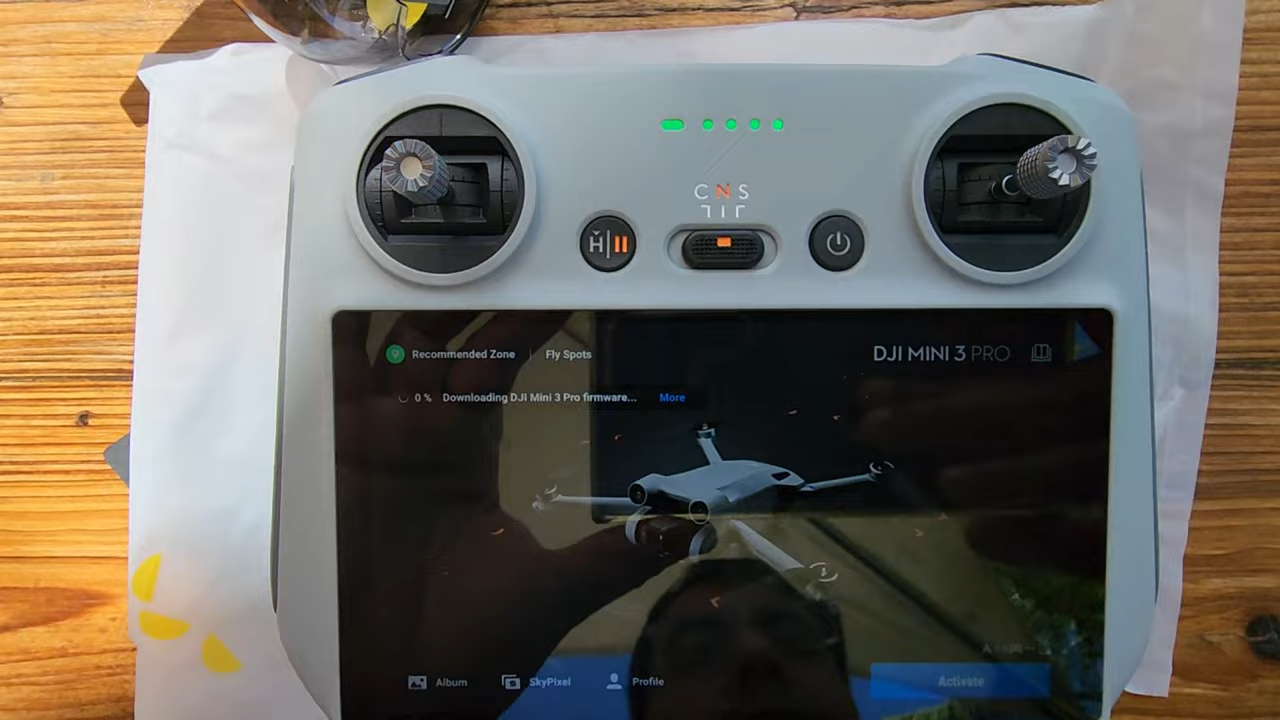 C N S
H
Recommended Zone | Fly Spots
DJI MINI 3 PRO
0 % Downloading DJI Mini 3 Pro firmware... More
Album SkyPixel Profile
Activate